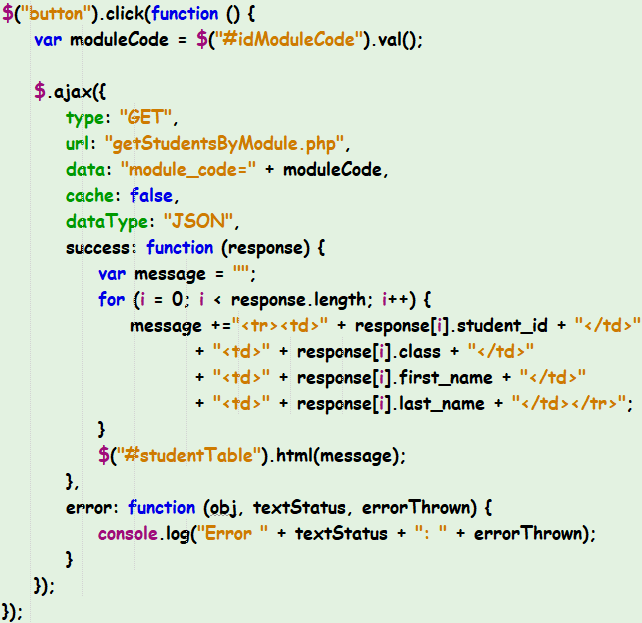 $("button").click(function () {
var moduleCode = $("#idModuleCode").val();
$.ajax({
type: "GET",
url: "getStudentsByModule.php",
data: "module_code=" + moduleCode,
cache: false,
dataType: "JSON",
success: function (response) {
var message = "";
for (i = 0; i < response.length; i++) {
message +="<tr><td>" + response[i].student_id + "</td>"
+ "<td>" + response[i].class + "</td>"
+ "<td>" + response[i].first_name + "</td>"
+ "<td>" + response[i].last_name + "</td></tr>";
}
$("#studentTable").html(message);
},
error: function (obj, textStatus, errorThrown) {
console.log("Error " + textStatus + ": " + errorThrown);
}
});
});